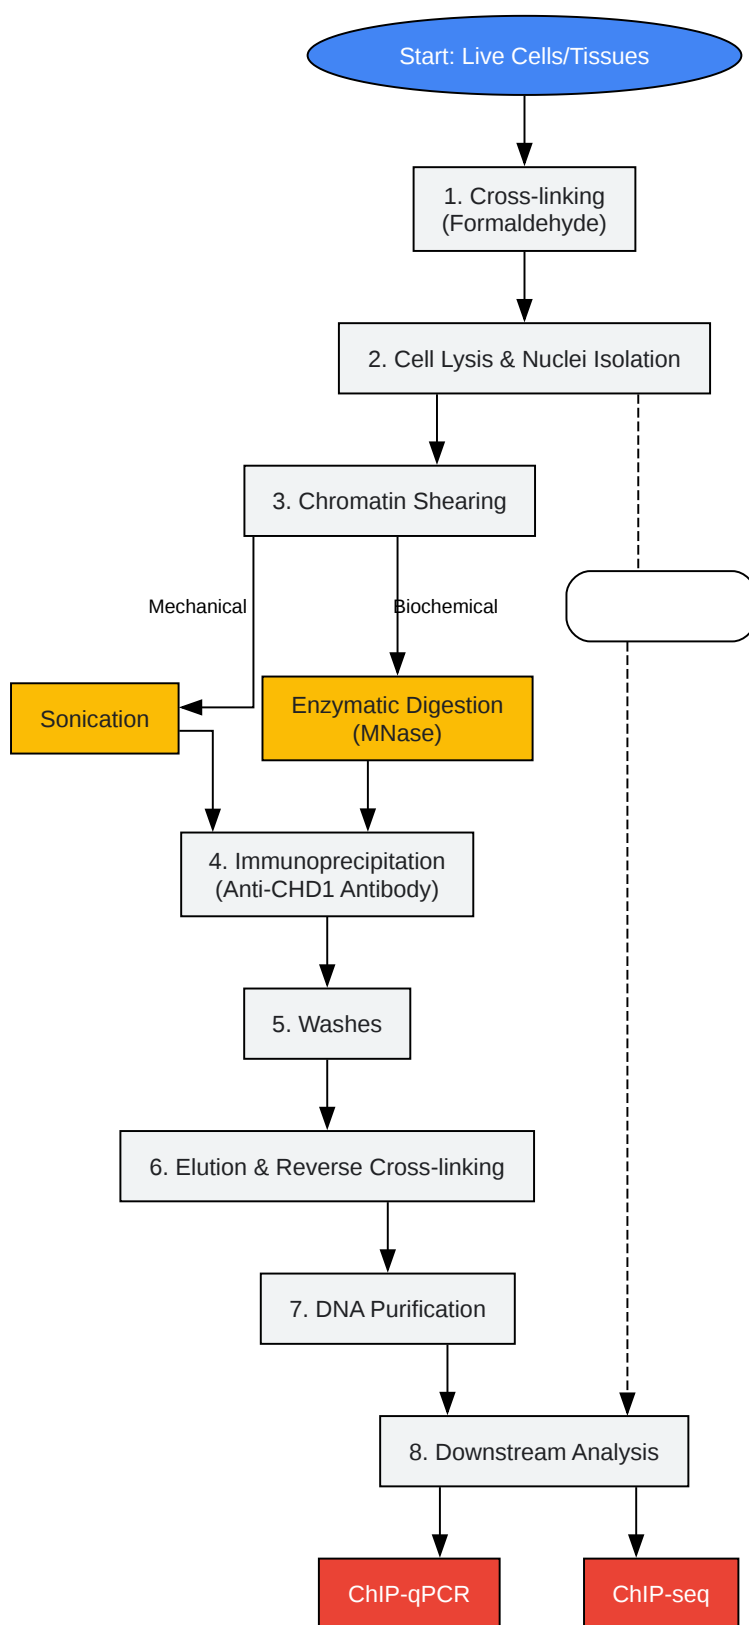 Start: Live Cells/Tissues
1. Cross-linking
(Formaldehyde)
2. Cell Lysis & Nuclei Isolation
3. Chromatin Shearing
Mechanical
Biochemical
Sonication
Enzymatic Digestion
(MNase)
4. Immunoprecipitation
(Anti-CHD1 Antibody)
5. Washes
6. Elution & Reverse Cross-linking
7. DNA Purification
8. Downstream Analysis
ChIP-qPCR
ChIP-seq